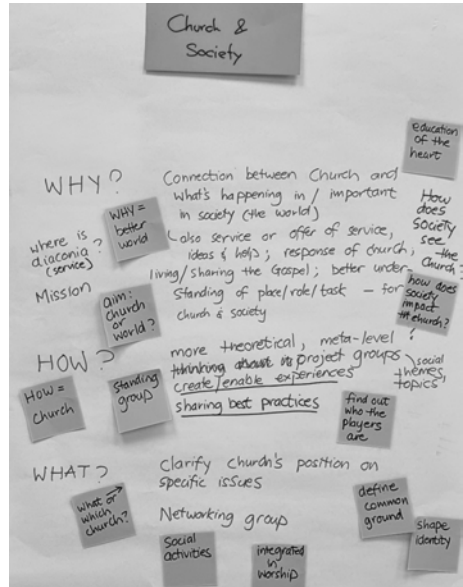 Church &
Society
education
of the
heart
WHY?
Connection between Church and
what's happening in / important
in society (the world)
WHY =
better
world
How
does
society
see
the
Church?
where is
diaconia?
(service)
Mission
(also service or offer of service,
ideas & help; response of church;
living/sharing the Gospel; better under-
standing of place/role/task – for
church & society
aim:
church
or
world?
how does
society
impact
church?
HOW?
more theoretical, meta-level
thinking about project groups
create/enable experiences
sharing best practices
social
themes,
topics
HOW =
church
standing
group
find out
who the
players
are
WHAT?
Clarify church's position on
specific issues
what or
which
church?
Networking group
define
common
ground
shape
identity
social
activities
integrated
in
worship